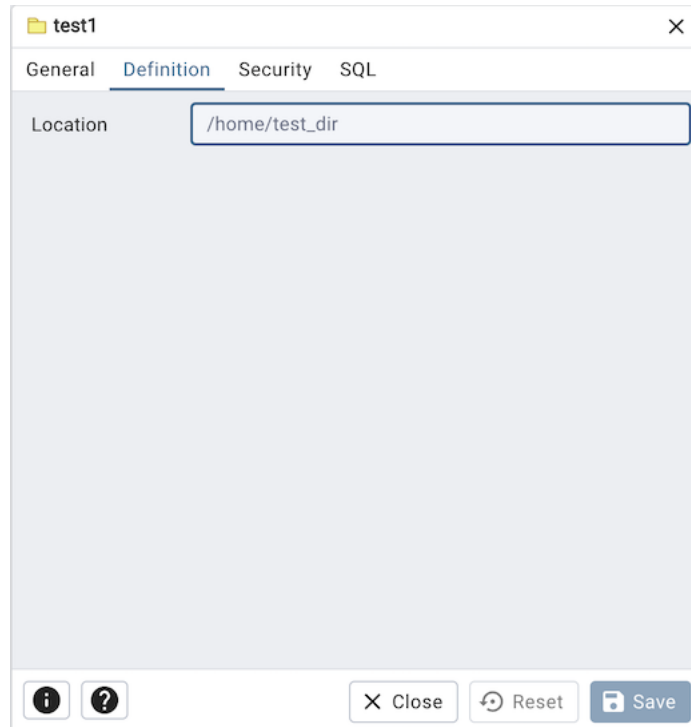 test1
General Definition Security SQL
Location /home/test_dir
Close Reset Save